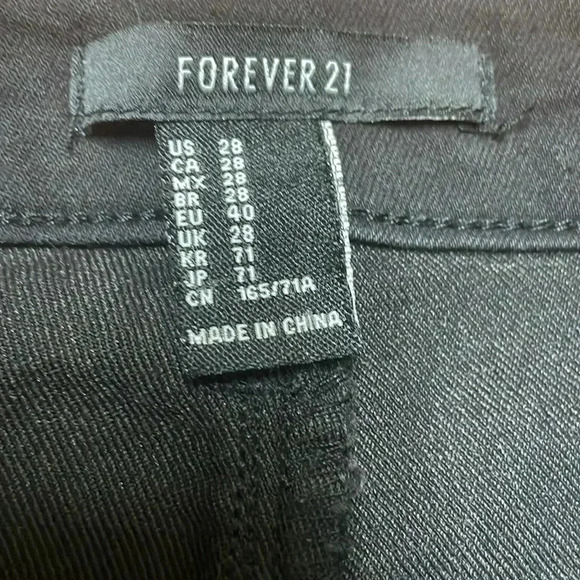 FOREVER 21
US 28
CA 28
MX 28
BR 28
EU 40
UK 28
KR 71
JP 71
CN 165/71A
MADE IN CHINA